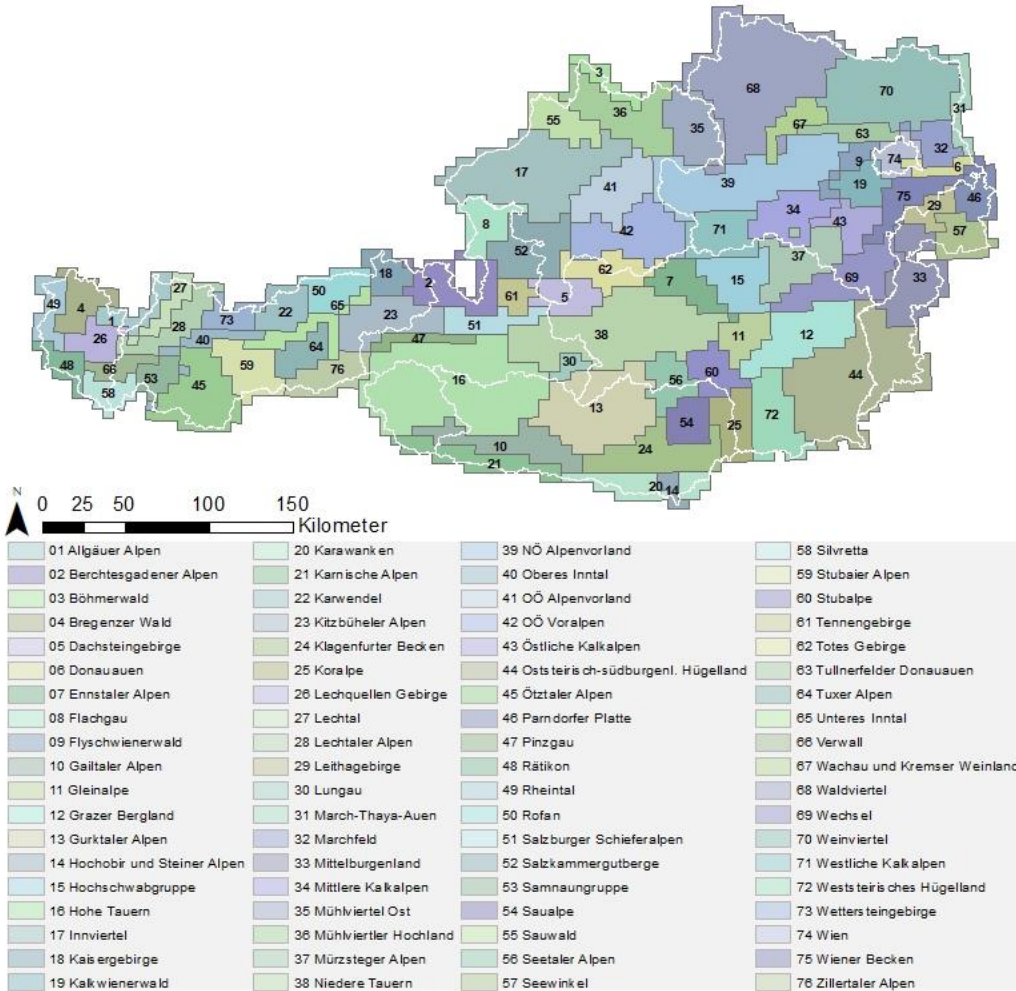 3
68
70
36
31
55
35
67
63
17
32
9
74
6
41
39
19
75
46
34
29
8
43
71
42
57
52
37
62
18
33
69
2
7
15
27
50
61
5
49
4
65
22
23
1
73
51
28
38
12
11
26
40
47
64
30
48
66
59
76
60
44
53
45
16
56
58
13
72
54
25
10
24
21
20
14
N
0 25 50 100 150
Kilometer
01 Allgäuer Alpen
02 Berchtesgadener Alpen
03 Böhmerwald
04 Bregenzer Wald
05 Dachsteingebirge
06 Donauauen
07 Ennstaler Alpen
08 Flachgau
09 Flyschwienerwald
10 Gailtaler Alpen
11 Gleinalpe
12 Grazer Bergland
13 Gurktaler Alpen
14 Hochobir und Steiner Alpen
15 Hochschwabgruppe
16 Hohe Tauern
17 Innviertel
18 Kaisergebirge
19 Kalkwienerwald
20 Karawanken
21 Karnische Alpen
22 Karwendel
23 Kitzbüheler Alpen
24 Klagenfurter Becken
25 Koralpe
26 Lechquellen Gebirge
27 Lechtal
28 Lechtaler Alpen
29 Leithagebirge
30 Lungau
31 March-Thaya-Auen
32 Marchfeld
33 Mittelburgenland
34 Mittlere Kalkalpen
35 Mühlviertel Ost
36 Mühlviertler Hochland
37 Mürzsteger Alpen
38 Niedere Tauern
39 NÖ Alpenvorland
40 Oberes Inntal
41 OÖ Alpenvorland
42 OÖ Voralpen
43 Östliche Kalkalpen
44 Oststeirisch-südburgenl. Hügelland
45 Ötztaler Alpen
46 Parndorfer Platte
47 Pinzgau
48 Rätikon
49 Rheintal
50 Rofan
51 Salzburger Schieferalpen
52 Salzkammergutberge
53 Samnaungruppe
54 Saualpe
55 Sauwald
56 Seetaler Alpen
57 Seewinkel
58 Silvretta
59 Stubaier Alpen
60 Stubalpe
61 Tennengebirge
62 Totes Gebirge
63 Tullnerfelder Donauauen
64 Tuxer Alpen
65 Unteres Inntal
66 Verwall
67 Wachau und Kremser Weinland
68 Waldviertel
69 Wechsel
70 Weinviertel
71 Westliche Kalkalpen
72 Weststeirisches Hügelland
73 Wettersteingebirge
74 Wien
75 Wiener Becken
76 Zillertaler Alpen